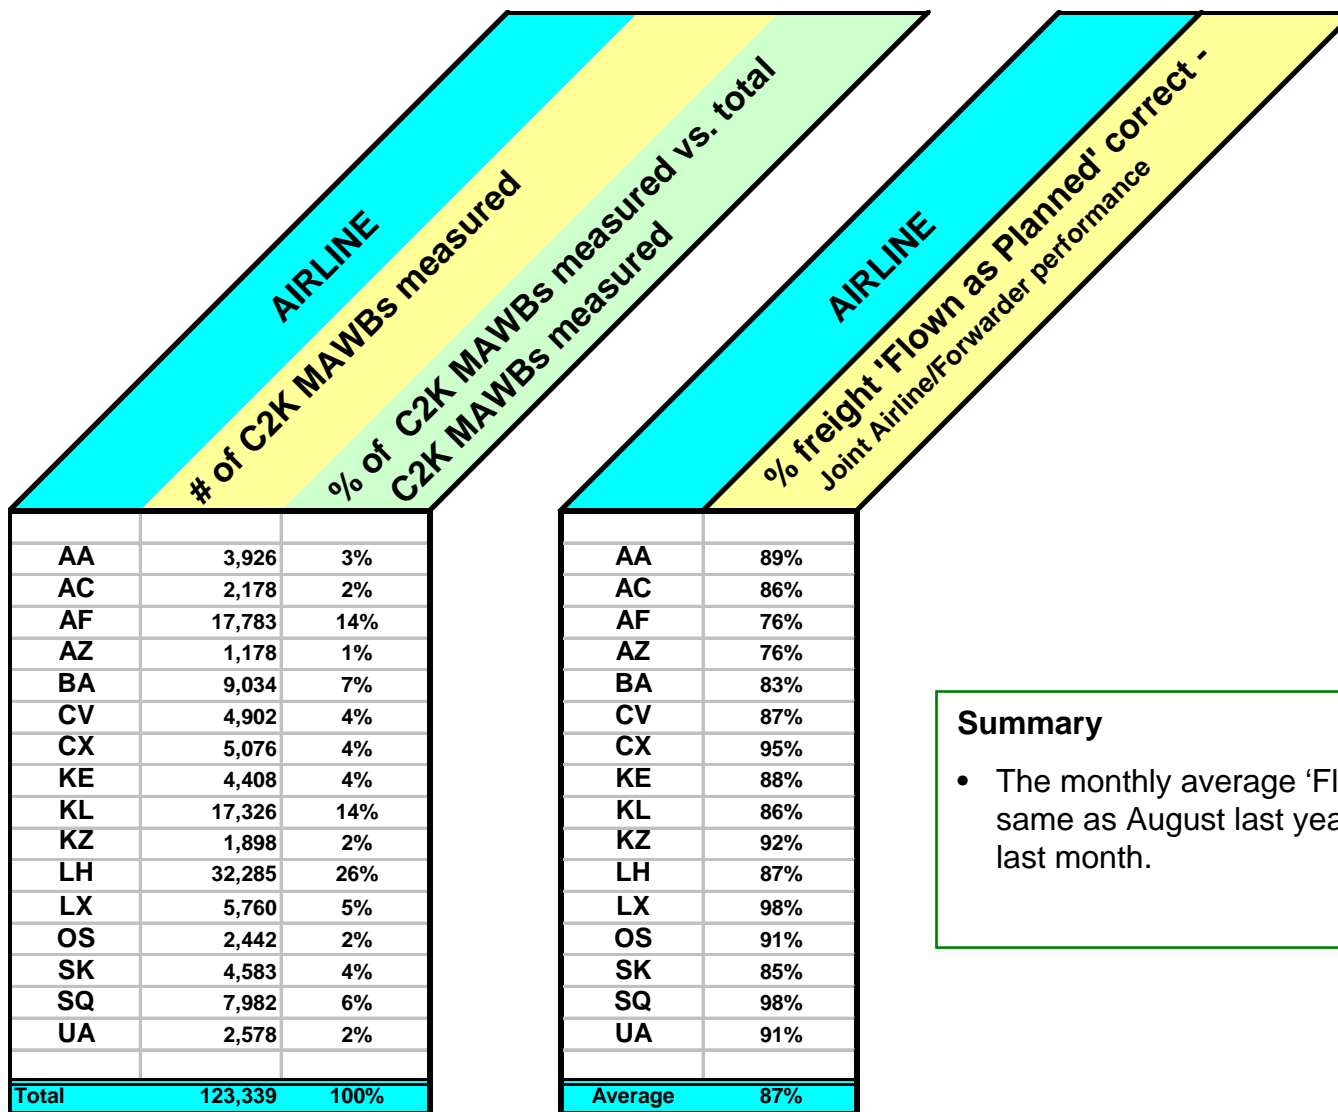 AIRLINE
# of C2K MAWBs measured
% of C2K MAWBs measured vs. total
C2K MAWBs measured
AA 3,926 3%
AC 2,178 2%
AF 17,783 14%
AZ 1,178 1%
BA 9,034 7%
CV 4,902 4%
CX 5,076 4%
KE 4,408 4%
KL 17,326 14%
KZ 1,898 2%
LH 32,285 26%
LX 5,760 5%
OS 2,442 2%
SK 4,583 4%
SQ 7,982 6%
UA 2,578 2%
Total 123,339 100%
AIRLINE
% freight 'Flown as Planned' correct -
Joint Airline/Forwarder performance
AA 89%
AC 86%
AF 76%
AZ 76%
BA 83%
CV 87%
CX 95%
KE 88%
KL 86%
KZ 92%
LH 87%
LX 98%
OS 91%
SK 85%
SQ 98%
UA 91%
Average 87%
Summary
• The monthly average ‘Fl
same as August last yea
last month.